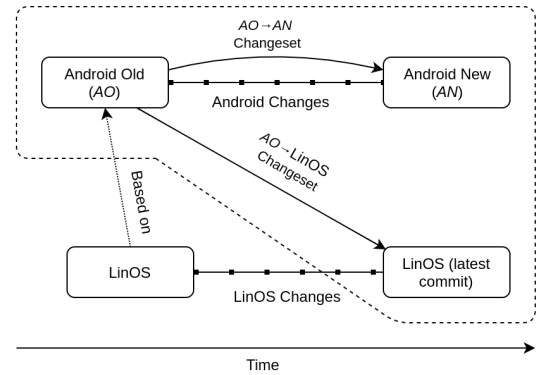 AO→AN
Changeset
Android Old
(AO)
Android New
(AN)
Android Changes
AO→LinOS
Changeset
Based on
LinOS
LinOS (latest
commit)
LinOS Changes
Time